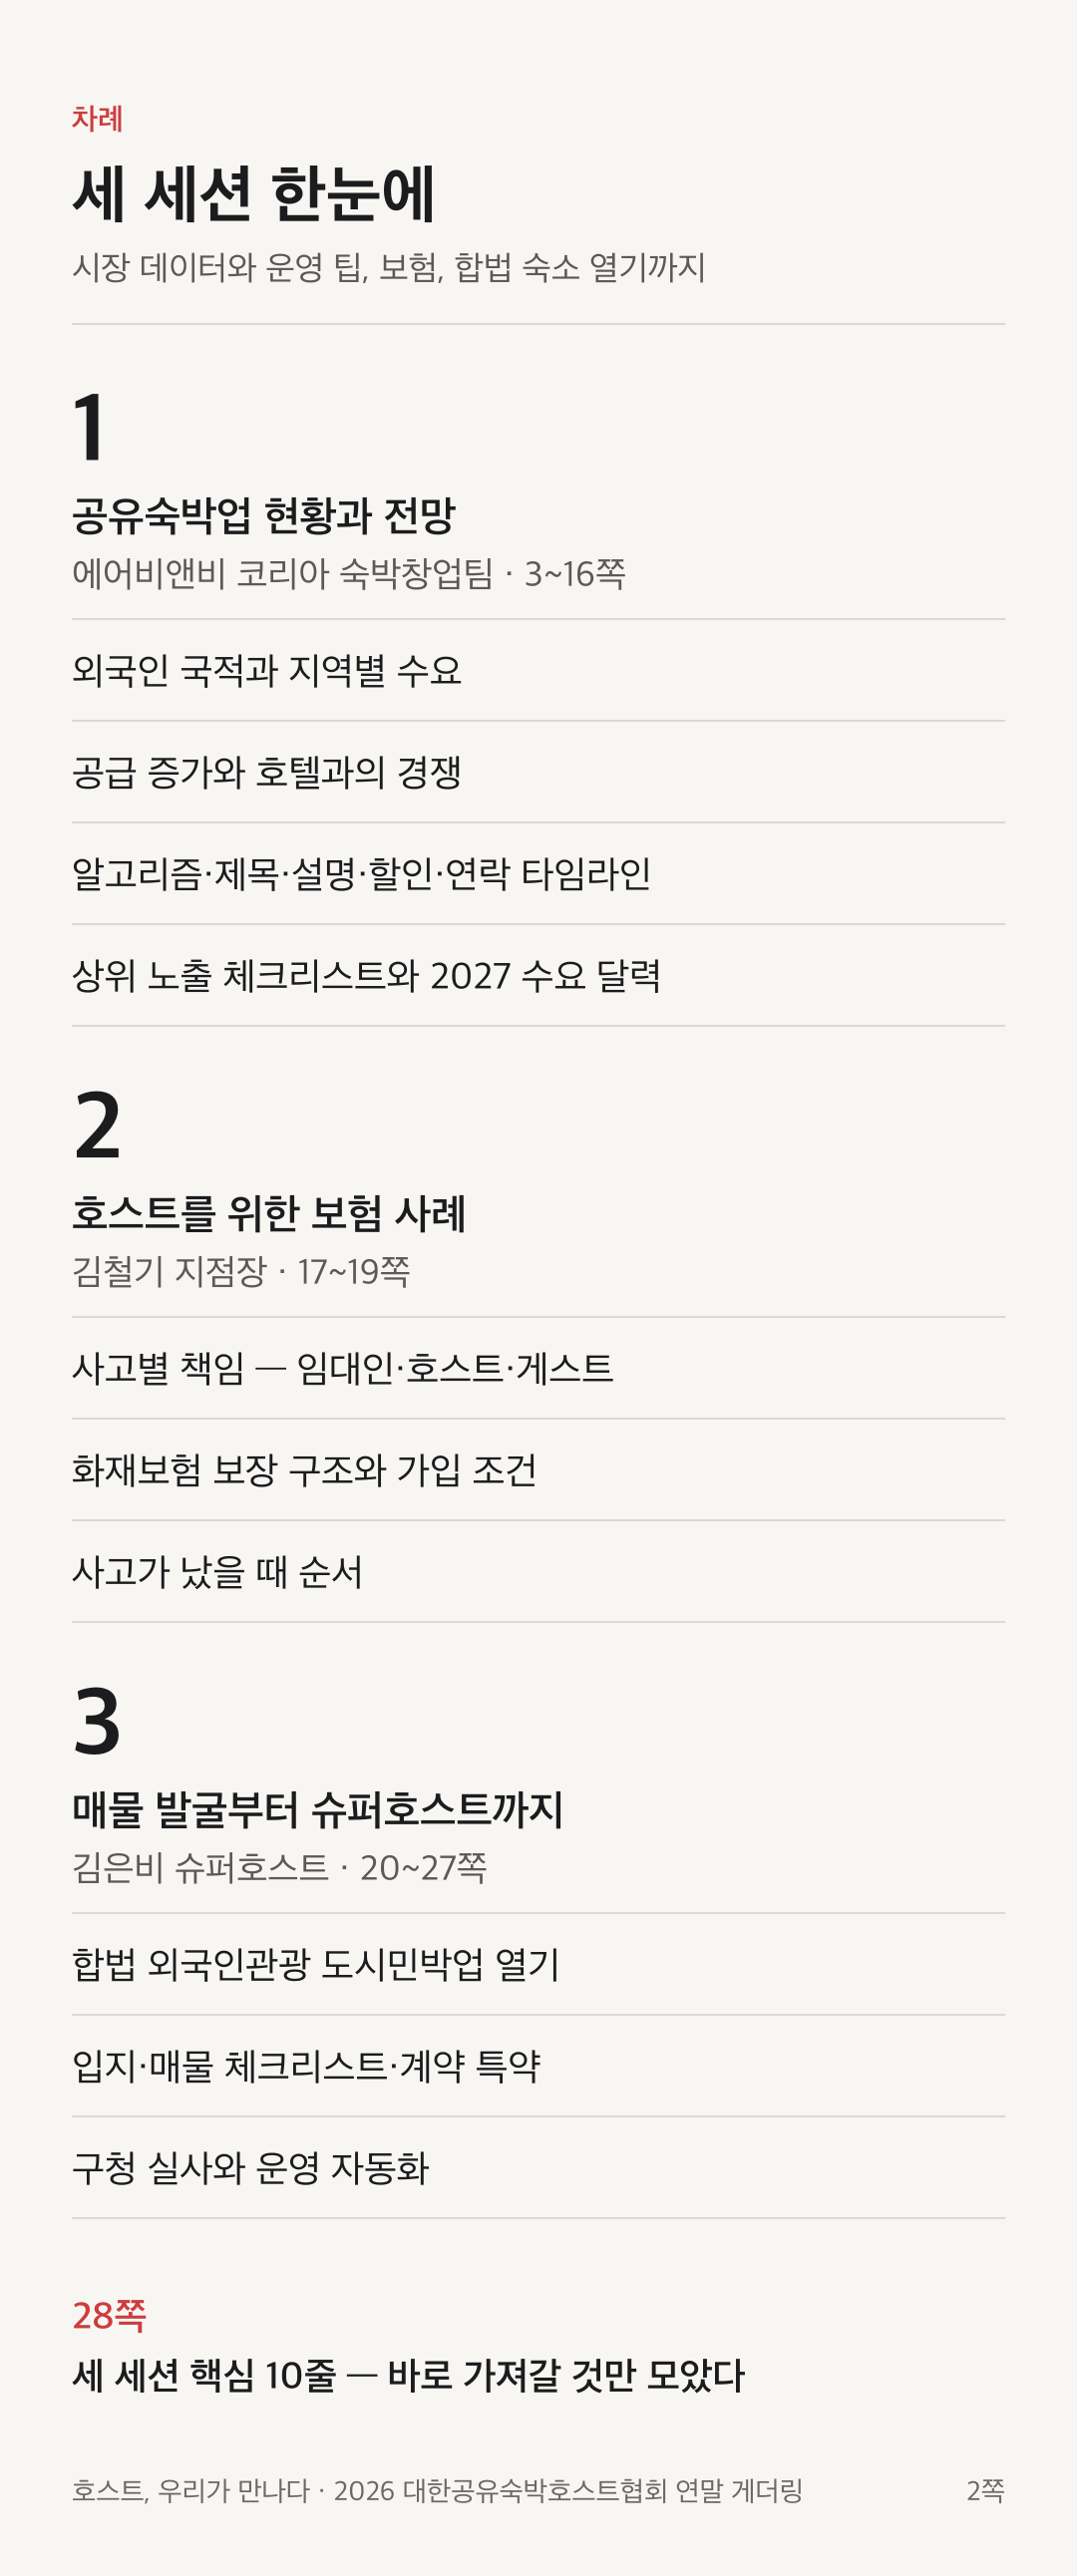 차례
세 세션 한눈에
시장 데이터와 운영 팁, 보험, 합법 숙소 열기까지
1
공유숙박업 현황과 전망
에어비앤비 코리아 숙박창업팀 · 3~16쪽
외국인 국적과 지역별 수요
공급 증가와 호텔과의 경쟁
알고리즘·제목·설명·할인·연락 타임라인
상위 노출 체크리스트와 2027 수요 달력
2
호스트를 위한 보험 사례
김철기 지점장 · 17~19쪽
사고별 책임 — 임대인·호스트·게스트
화재보험 보장 구조와 가입 조건
사고가 났을 때 순서
3
매물 발굴부터 슈퍼호스트까지
김은비 슈퍼호스트 · 20~27쪽
합법 외국인관광 도시민박업 열기
입지·매물 체크리스트·계약 특약
구청 실사와 운영 자동화
28쪽
세 세션 핵심 10줄 — 바로 가져갈 것만 모았다
호스트, 우리가 만나다 · 2026 대한공유숙박호스트협회 연말 게더링 2쪽